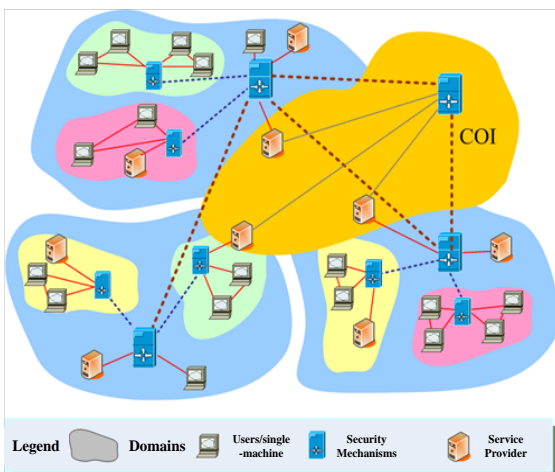 COI
Legend Domains Users/single Security Service
-machine Mechanisms Provider